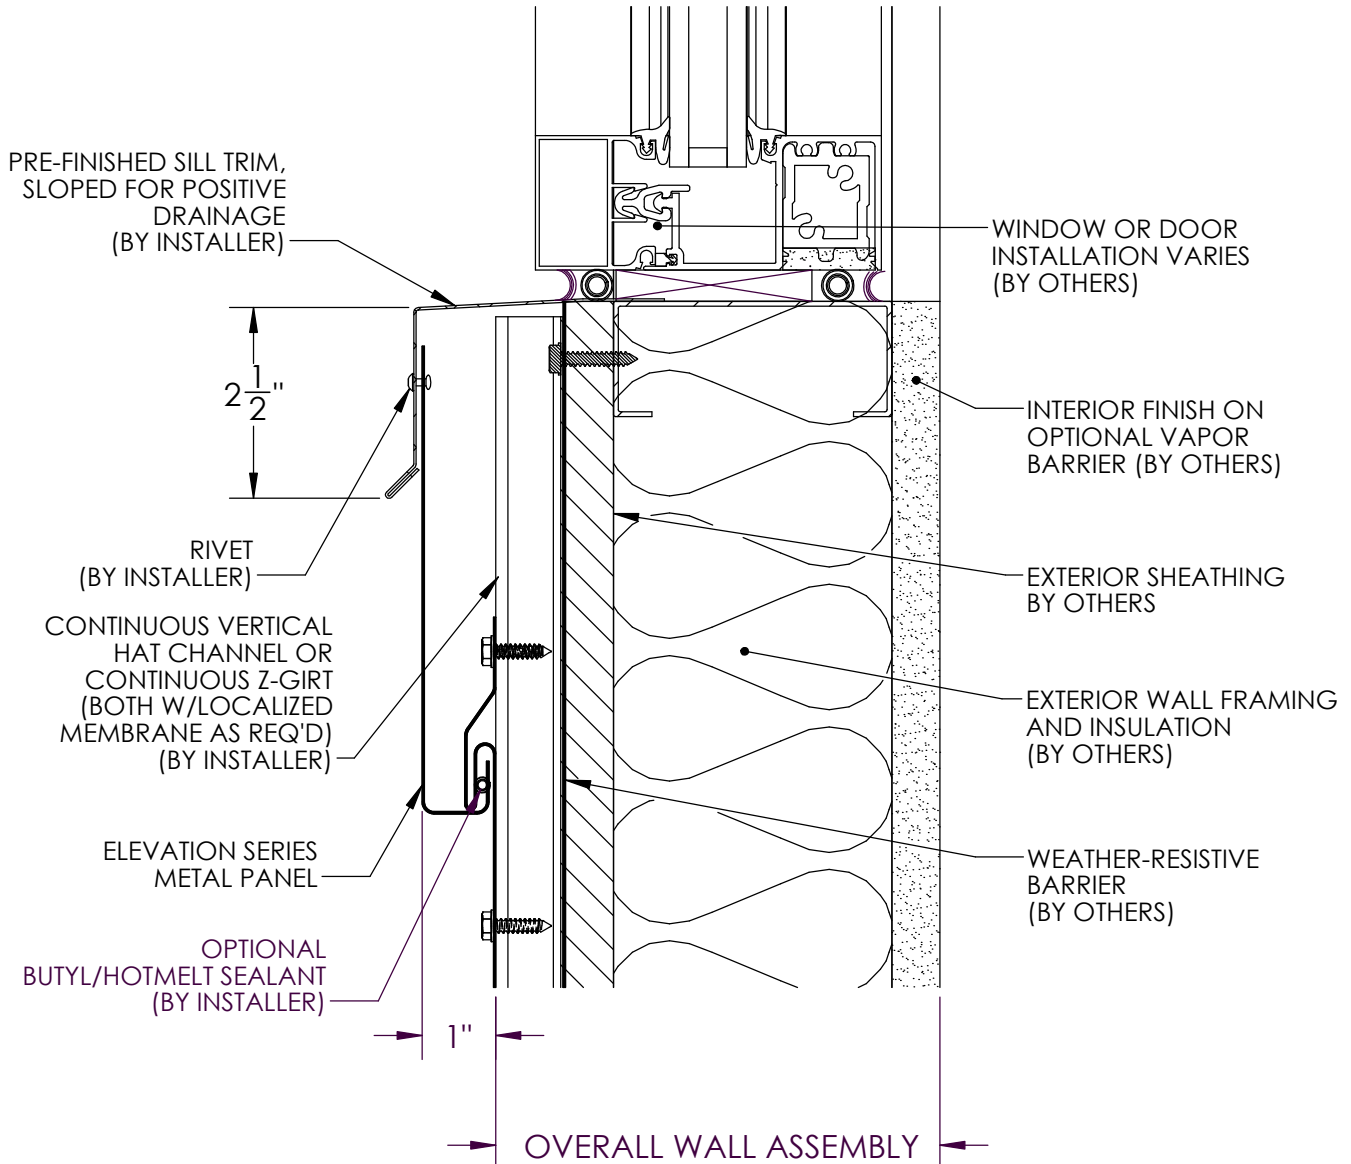 PRE-FINISHED SILL TRIM,
SLOPED FOR POSITIVE
DRAINAGE
(BY INSTALLER)
2 1/2"
RIVET
(BY INSTALLER)
CONTINUOUS VERTICAL
HAT CHANNEL OR
CONTINUOUS Z-GIRT
(BOTH W/LOCALIZED
MEMBRANE AS REQ'D)
(BY INSTALLER)
ELEVATION SERIES
METAL PANEL
OPTIONAL
BUTYL/HOTMELT SEALANT
(BY INSTALLER)
1"
WINDOW OR DOOR
INSTALLATION VARIES
(BY OTHERS)
INTERIOR FINISH ON
OPTIONAL VAPOR
BARRIER (BY OTHERS)
EXTERIOR SHEATHING
BY OTHERS
EXTERIOR WALL FRAMING
AND INSULATION
(BY OTHERS)
WEATHER-RESISTIVE
BARRIER
(BY OTHERS)
OVERALL WALL ASSEMBLY